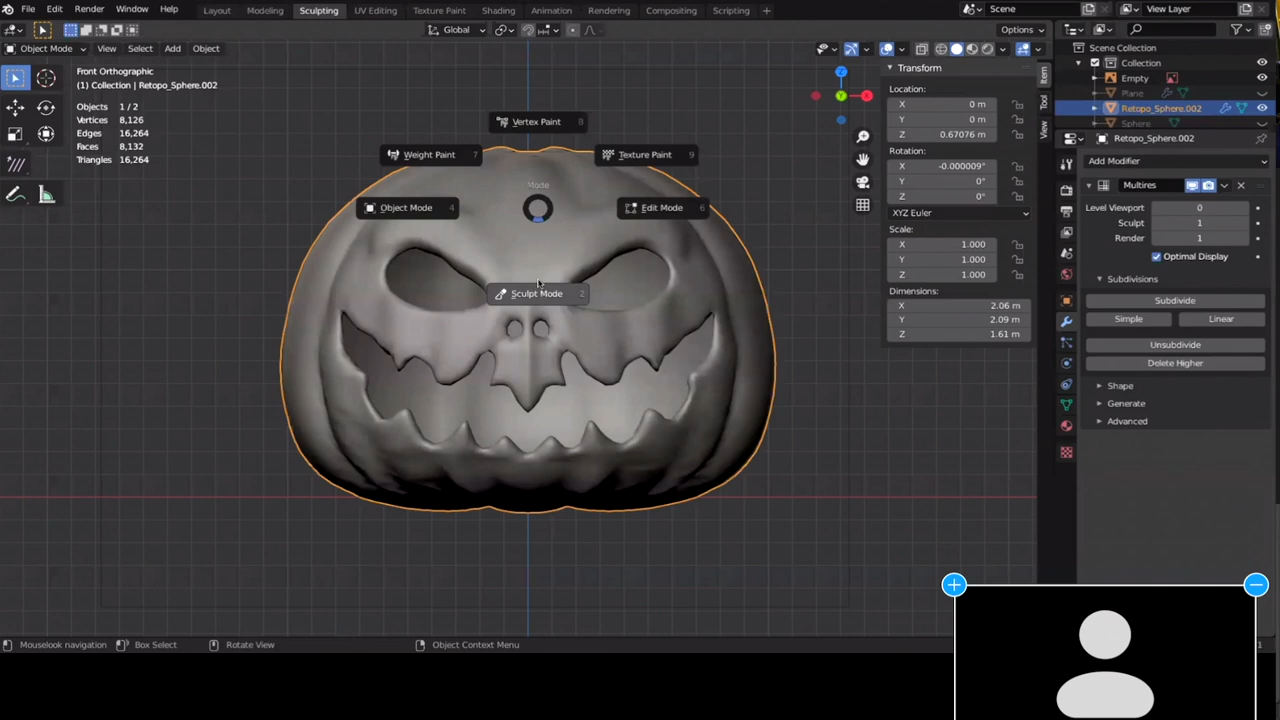 File Edit Render Window Help Layout Modeling Sculpting UV Editing Texture Paint Shading Animation Rendering Compositing Scripting + Scene View Layer
Global Options
Object Mode View Select Add Object
Front Orthographic
(1) Collection | Retopo_Sphere.002
Objects 1 / 2
Vertices 8,126
Edges 16,264
Faces 8,132
Triangles 16,264
Vertex Paint 8
Weight Paint 7
Texture Paint 9
Mode
Object Mode 4
Edit Mode 6
Sculpt Mode 2
Transform
Location:
X 0 m
Y 0 m
Z 0.67076 m
Rotation:
X -0.000009°
Y 0°
Z 0°
XYZ Euler
Scale:
X 1.000
Y 1.000
Z 1.000
Dimensions:
X 2.06 m
Y 2.09 m
Z 1.61 m
Item
Tool
View
Z
Y
X
Scene Collection
Collection
Empty
Plane
Retopo_Sphere.002
Sphere
Retopo_Sphere.002
Add Modifier
Multires
Level Viewport 0
Sculpt 1
Render 1
Optimal Display
Subdivisions
Subdivide
Simple Linear
Unsubdivide
Delete Higher
Shape
Generate
Advanced
Mouselook navigation Box Select Rotate View Object Context Menu